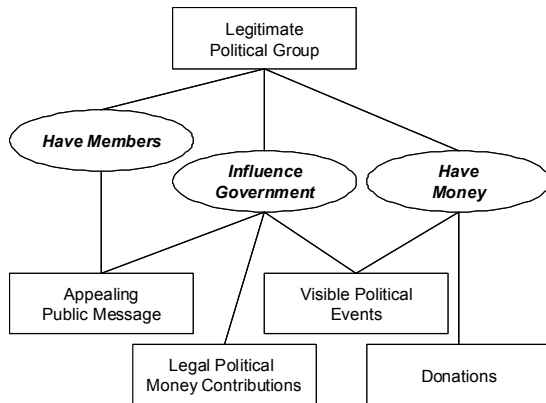 Legitimate
Political Group
Have Members
Influence
Government
Have
Money
Appealing
Public Message
Visible Political
Events
Legal Political
Money Contributions
Donations